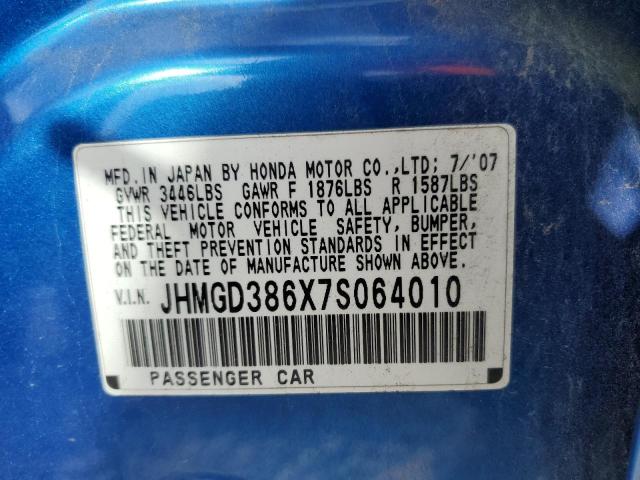 MFD.IN JAPAN BY HONDA MOTOR CO.,LTD; 7/'07
GVWR 3446LBS GAWR F 1876LBS R 1587LBS
THIS VEHICLE CONFORMS TO ALL APPLICABLE
FEDERAL MOTOR VEHICLE SAFETY, BUMPER,
AND THEFT PREVENTION STANDARDS IN EFFECT
ON THE DATE OF MANUFACTURE SHOWN ABOVE.
V.I.N. JHMGD386X7S064010
PASSENGER CAR